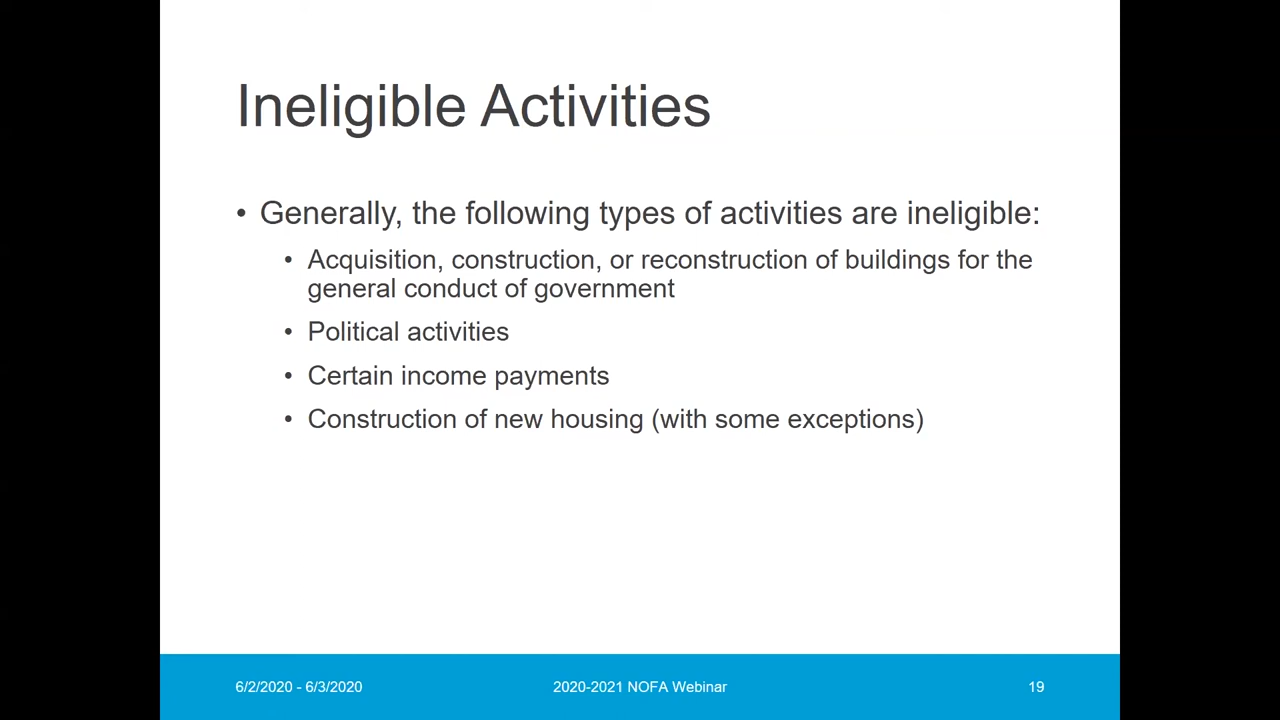 Ineligible Activities
• Generally, the following types of activities are ineligible:
• Acquisition, construction, or reconstruction of buildings for the
general conduct of government
• Political activities
• Certain income payments
• Construction of new housing (with some exceptions)
6/2/2020 - 6/3/2020
2020-2021 NOFA Webinar
19